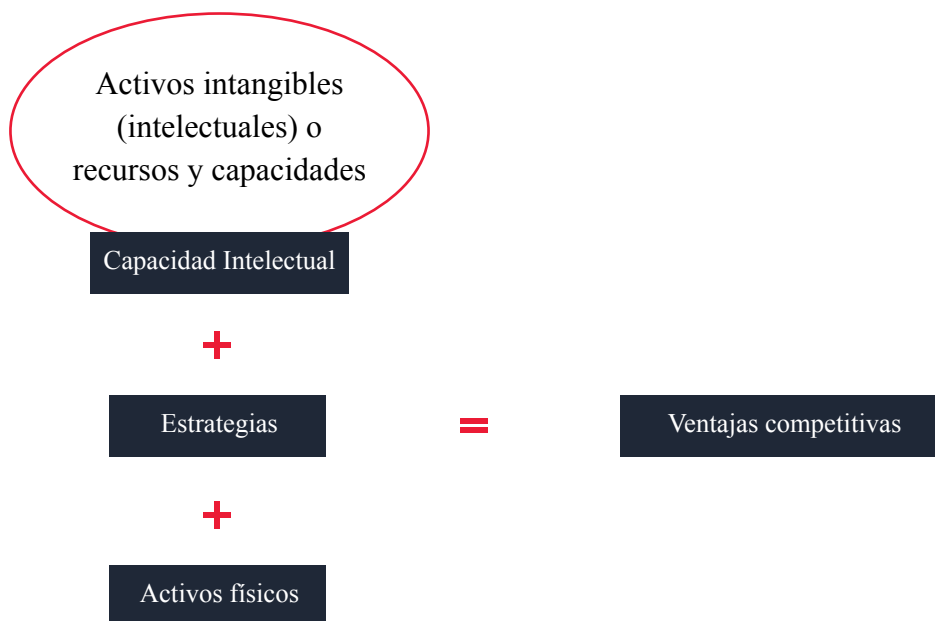 Activos intangibles
(intelectuales) o
recursos y capacidades
Capacidad Intelectual
+
Estrategias
=
Ventajas competitivas
+
Activos físicos